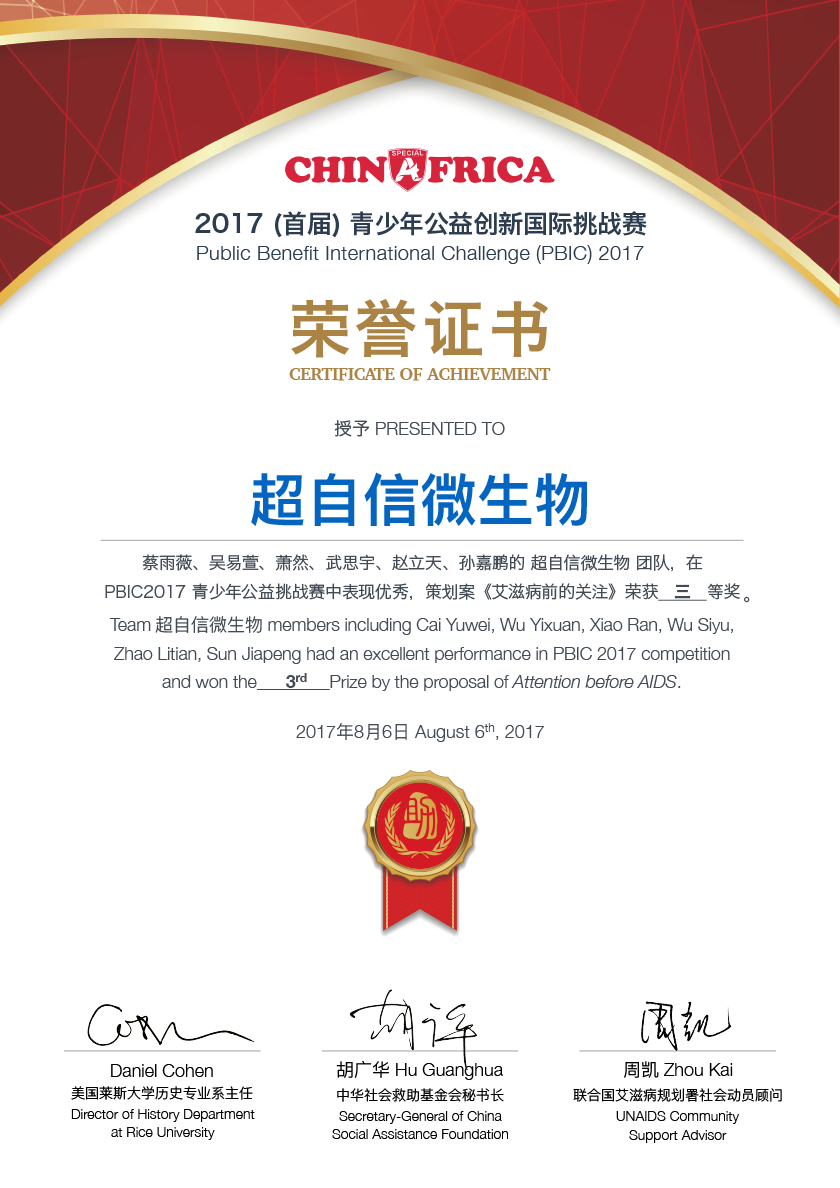 SPECIAL
CHINAFRICA
2017 (首届) 青少年公益创新国际挑战赛
Public Benefit International Challenge (PBIC) 2017
荣誉证书
CERTIFICATE OF ACHIEVEMENT
授予 PRESENTED TO
超自信微生物
蔡雨薇、吴易萱、萧然、武思宇、赵立天、孙嘉鹏的 超自信微生物 团队，在
PBIC2017 青少年公益挑战赛中表现优秀，策划案《艾滋病前的关注》荣获 三 等奖。
Team 超自信微生物 members including Cai Yuwei, Wu Yixuan, Xiao Ran, Wu Siyu,
Zhao Litian, Sun Jiapeng had an excellent performance in PBIC 2017 competition
and won the 3rd Prize by the proposal of Attention before AIDS.
2017年8月6日 August 6th, 2017
Daniel Cohen
美国莱斯大学历史专业系主任
Director of History Department
at Rice University
胡广华 Hu Guanghua
中华社会救助基金会秘书长
Secretary-General of China
Social Assistance Foundation
周凯
周凯 Zhou Kai
联合国艾滋病规划署社会动员顾问
UNAIDS Community
Support Advisor